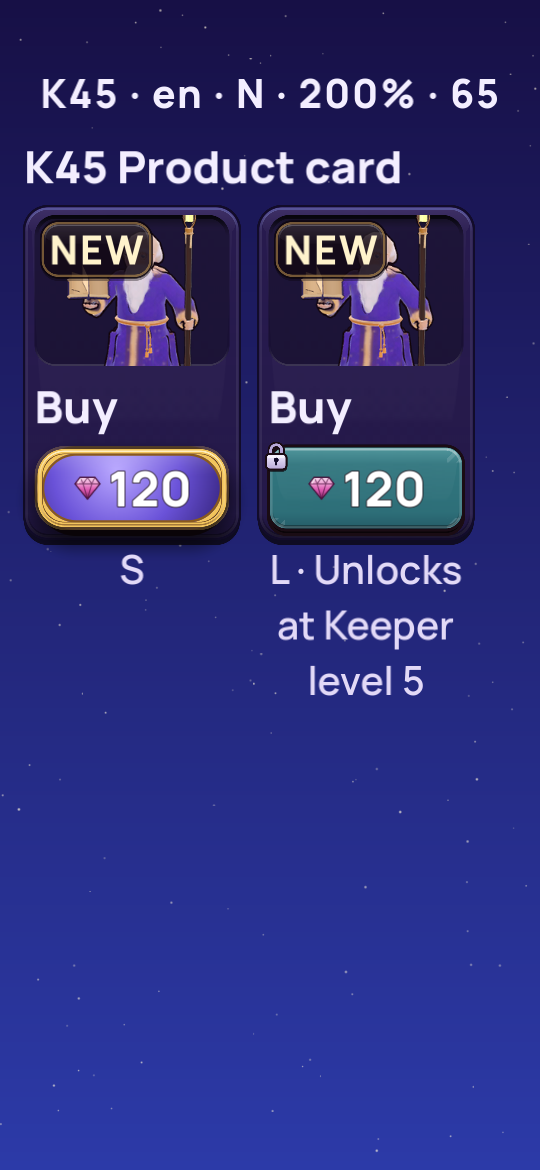 K45 · en · N · 200% · 65
K45 Product card
NEW
NEW
Buy
Buy
120
120
S
L · Unlocks
at Keeper
level 5